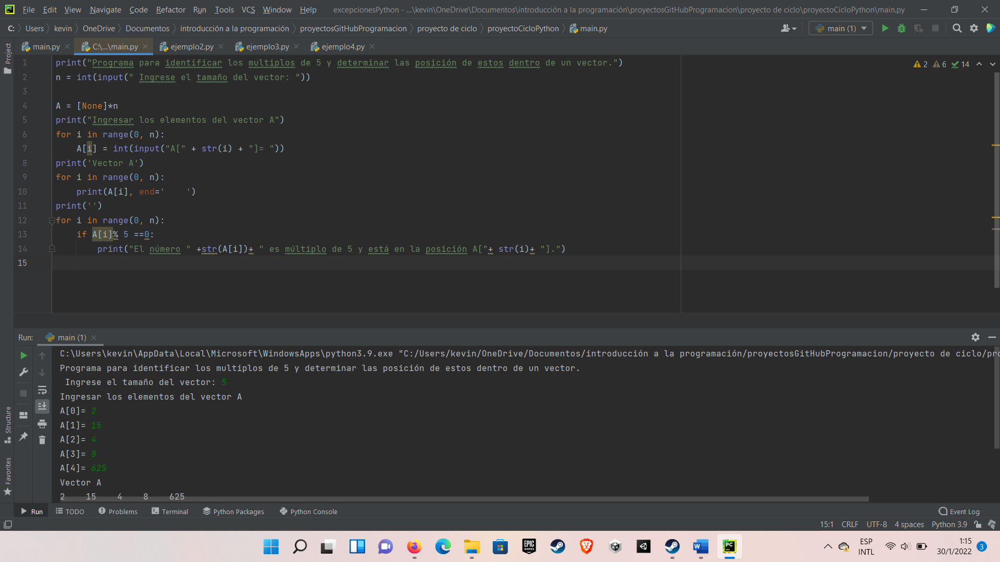 File Edit View Navigate Code Refactor Run Tools VCS Window Help excepcionesPython - ...\kevin\OneDrive\Documentos\introducción a la programación\proyectosGitHubProgramacion\proyecto de ciclo\proyectoCicloPython\main.py
C: Users kevin OneDrive Documentos introducción a la programación proyectosGitHubProgramacion proyecto de ciclo proyectoCicloPython main.py main (1)
main.py C:\...\main.py ejemplo2.py ejemplo3.py ejemplo4.py
Project
2 6 14
1 print("Programa para identificar los multiplos de 5 y determinar las posición de estos dentro de un vector.")
2 n = int(input(" Ingrese el tamaño del vector: "))
3
4 A = [None]*n
5 print("Ingresar los elementos del vector A")
6 for i in range(0, n):
7     A[i] = int(input("A[" + str(i) + "]= "))
8 print('Vector A')
9 for i in range(0, n):
10     print(A[i], end='    ')
11 print('')
12 for i in range(0, n):
13     if A[i]% 5 ==0:
14         print("El número " +str(A[i])+ " es múltiplo de 5 y está en la posición A["+ str(i)+ "].")
15
Run: main (1)
C:\Users\kevin\AppData\Local\Microsoft\WindowsApps\python3.9.exe "C:/Users/kevin/OneDrive/Documentos/introducción a la programación/proyectosGitHubProgramacion/proyecto de ciclo/pro
Programa para identificar los multiplos de 5 y determinar las posición de estos dentro de un vector.
 Ingrese el tamaño del vector: 5
Ingresar los elementos del vector A
A[0]= 2
A[1]= 15
A[2]= 4
A[3]= 8
A[4]= 625
Vector A
2    15    4    8    625
Structure
Favorites
Run TODO Problems Terminal Python Packages Python Console Event Log
15:1 CRLF UTF-8 4 spaces Python 3.9
EPIC GAMES
W
PC
ESP
INTL
1:15
30/1/2022
3